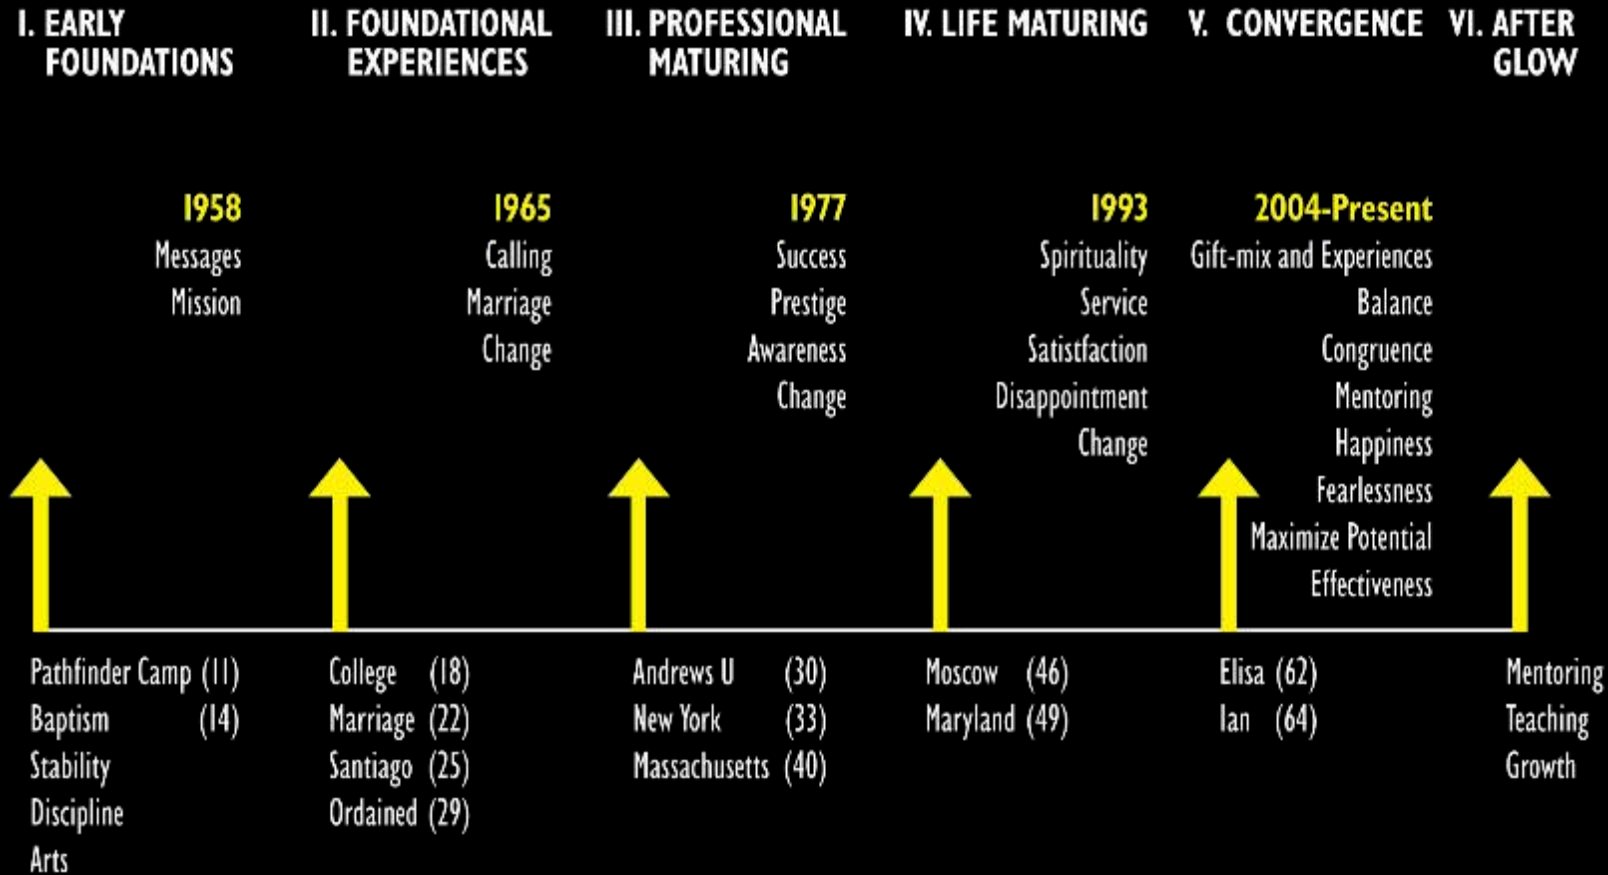 I. EARLY
FOUNDATIONS
II. FOUNDATIONAL
EXPERIENCES
III. PROFESSIONAL
MATURING
IV. LIFE MATURING
V. CONVERGENCE
VI. AFTER
GLOW
1958
Messages
Mission
1965
Calling
Marriage
Change
1977
Success
Prestige
Awareness
Change
1993
Spirituality
Service
Satistfaction
Disappointment
Change
2004-Present
Gift-mix and Experiences
Balance
Congruence
Mentoring
Happiness
Fearlessness
Maximize Potential
Effectiveness
Pathfinder Camp (11)
Baptism (14)
Stability
Discipline
Arts
College (18)
Marriage (22)
Santiago (25)
Ordained (29)
Andrews U (30)
New York (33)
Massachusetts (40)
Moscow (46)
Maryland (49)
Elisa (62)
Ian (64)
Mentoring
Teaching
Growth